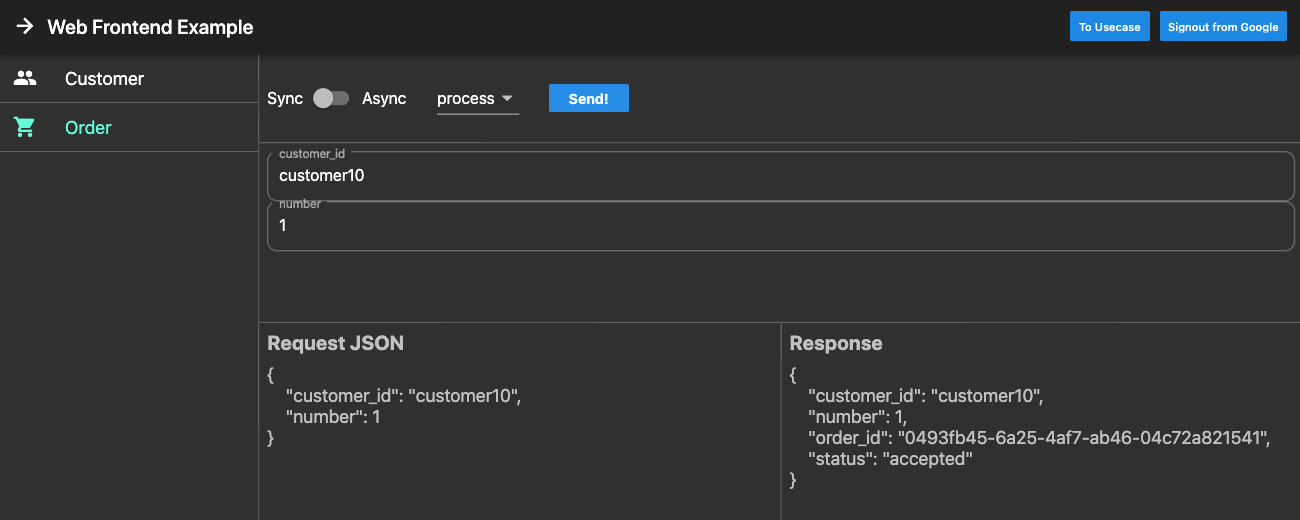 Web Frontend Example
To Usecase
Signout from Google
Customer
Order
Sync
Async
process
Send!
customer_id
customer10
number
1
Request JSON
{
"customer_id": "customer10",
"number": 1
}
Response
{
"customer_id": "customer10",
"number": 1,
"order_id": "0493fb45-6a25-4af7-ab46-04c72a821541",
"status": "accepted"
}